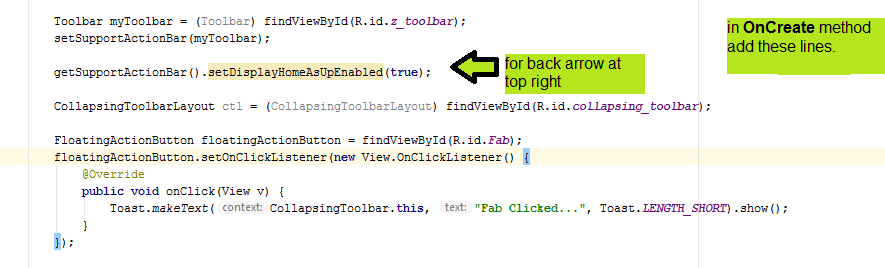 Toolbar myToolbar = (Toolbar) findViewById(R.id.z_toolbar);
setSupportActionBar(myToolbar);
getSupportActionBar().setDisplayHomeAsUpEnabled(true);
CollapsingToolbarLayout ctl = (CollapsingToolbarLayout) findViewById(R.id.collapsing_toolbar);
FloatingActionButton floatingActionButton = findViewById(R.id.Fab);
floatingActionButton.setOnClickListener(new View.OnClickListener() {
@Override
public void onClick(View v) {
Toast.makeText( context: CollapsingToolbar.this, text: "Fab Clicked...", Toast.LENGTH_SHORT).show();
}
});
for back arrow at
top right
in OnCreate method
add these lines.